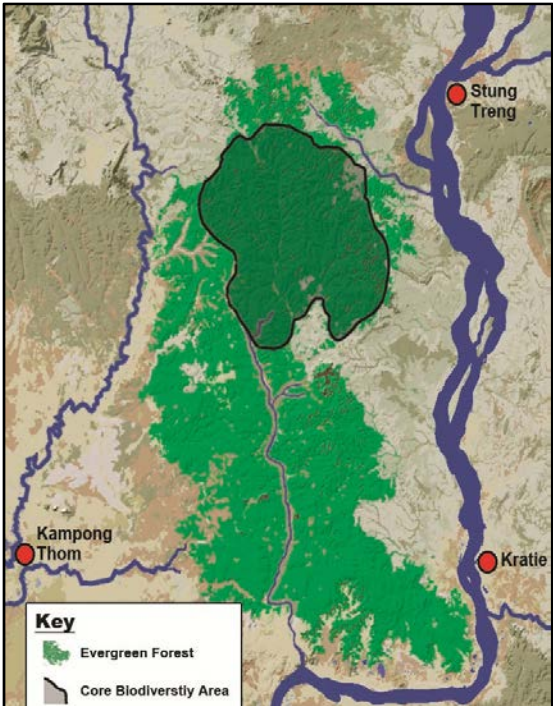 Stung
Treng
Kampong
Thom
Kratie
Key
Evergreen Forest
Core Biodiverstiy Area